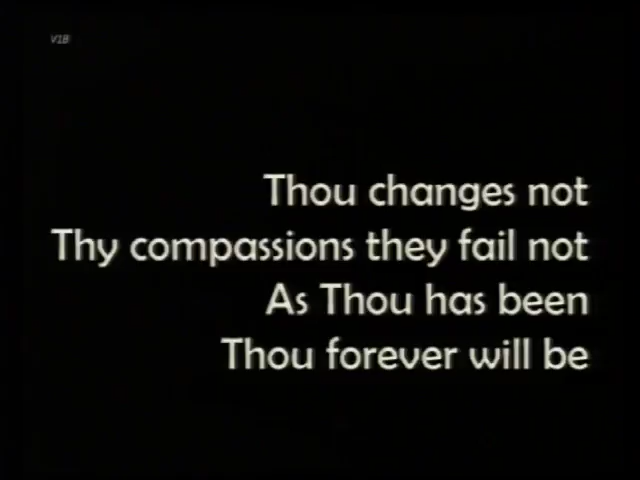 V1B
Thou changes not
Thy compassions they fail not
As Thou has been
Thou forever will be